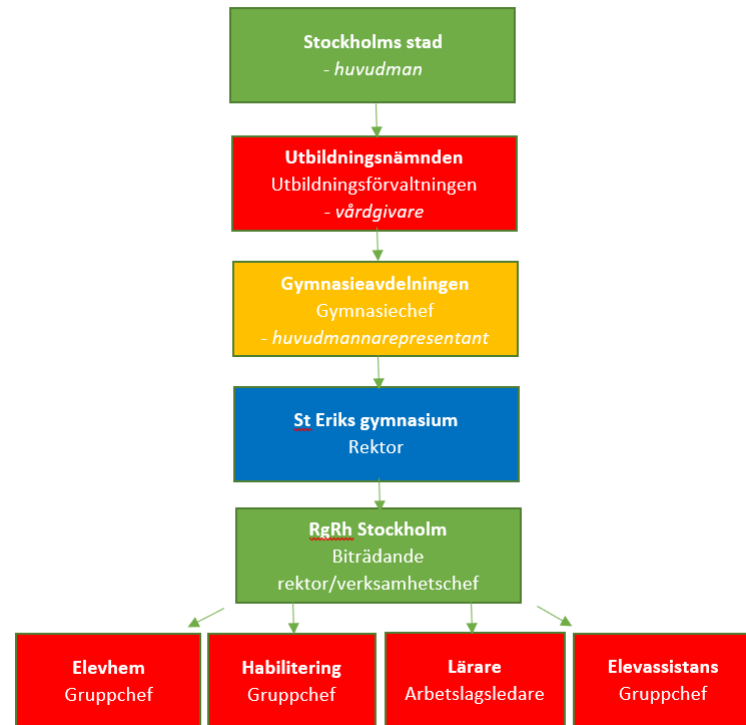 Stockholms stad
- huvudman
Utbildningsnämnden
Utbildningsförvaltningen
- vårdgivare
Gymnasieavdelningen
Gymnasiechef
- huvudmannarepresentant
St Eriks gymnasium
Rektor
RgRh Stockholm
Biträdande
rektor/verksamhetschef
Elevhem
Gruppchef
Habilitering
Gruppchef
Lärare
Arbetslagsledare
Elevassistans
Gruppchef